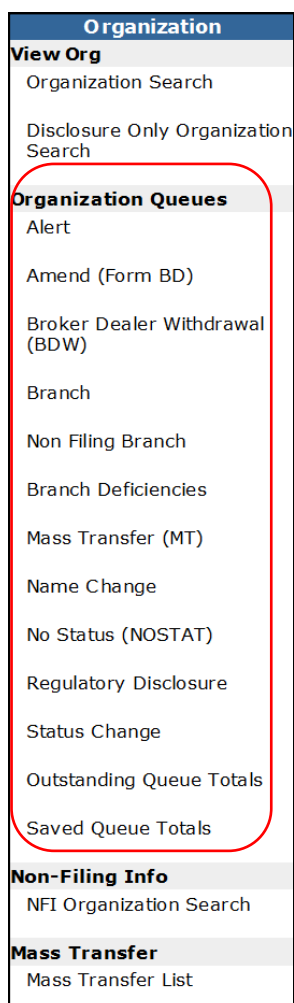 Organization
View Org
Organization Search
Disclosure Only Organization
Search
Organization Queues
Alert
Amend (Form BD)
Broker Dealer Withdrawal
(BDW)
Branch
Non Filing Branch
Branch Deficiencies
Mass Transfer (MT)
Name Change
No Status (NOSTAT)
Regulatory Disclosure
Status Change
Outstanding Queue Totals
Saved Queue Totals
Non-Filing Info
NFI Organization Search
Mass Transfer
Mass Transfer List